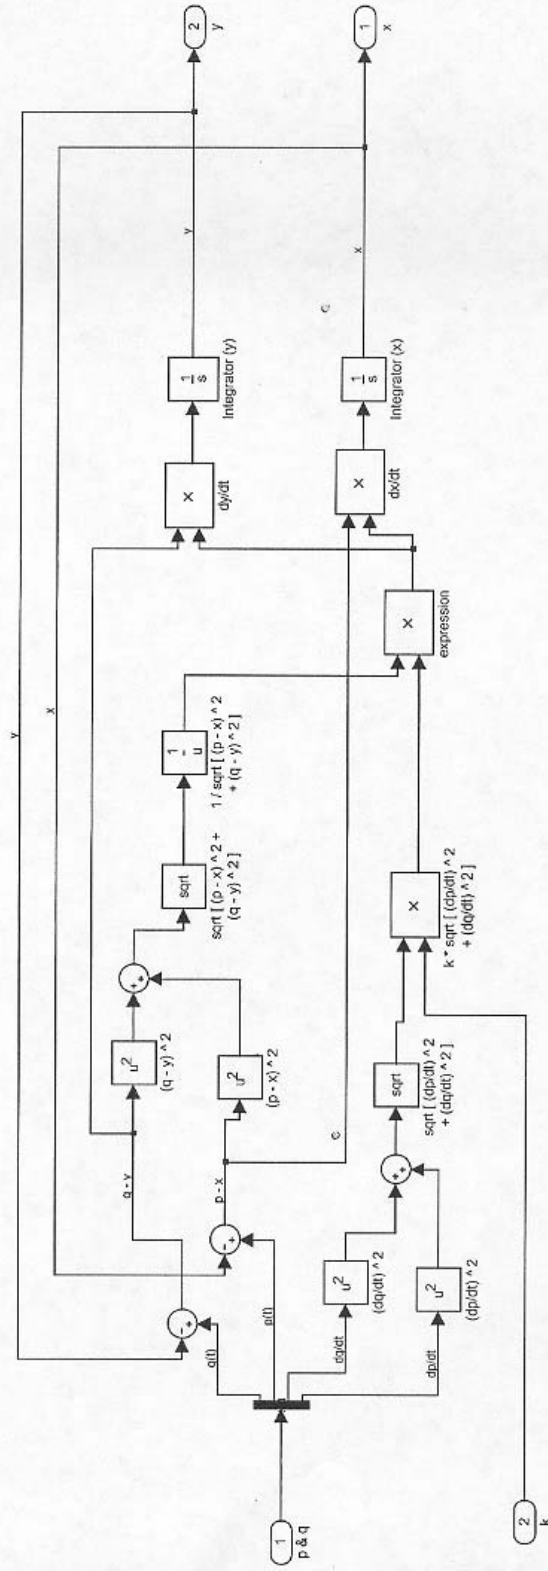 1
p & q
2
k
q(t)
p(t)
dq/dt
dp/dt
y
x
- +
- +
q - y
p - x
u²
(q - y) ^2
u²
(p - x) ^2
u²
(dq/dt) ^2
u²
(dp/dt) ^2
+ +
+ +
sqrt
sqrt [ (p - x) ^2 +
(q - y) ^2 ]
sqrt
sqrt [ (dp/dt) ^2
+ (dq/dt) ^2 ]
1
u
1 / sqrt [ (p - x) ^2
+ (q - y) ^2 ]
×
k * sqrt [ (dp/dt) ^2
+ (dq/dt) ^2 ]
×
expression
×
dy/dt
×
dx/dt
1
s
Integrator (y)
1
s
Integrator (x)
y
x
2
y
1
x